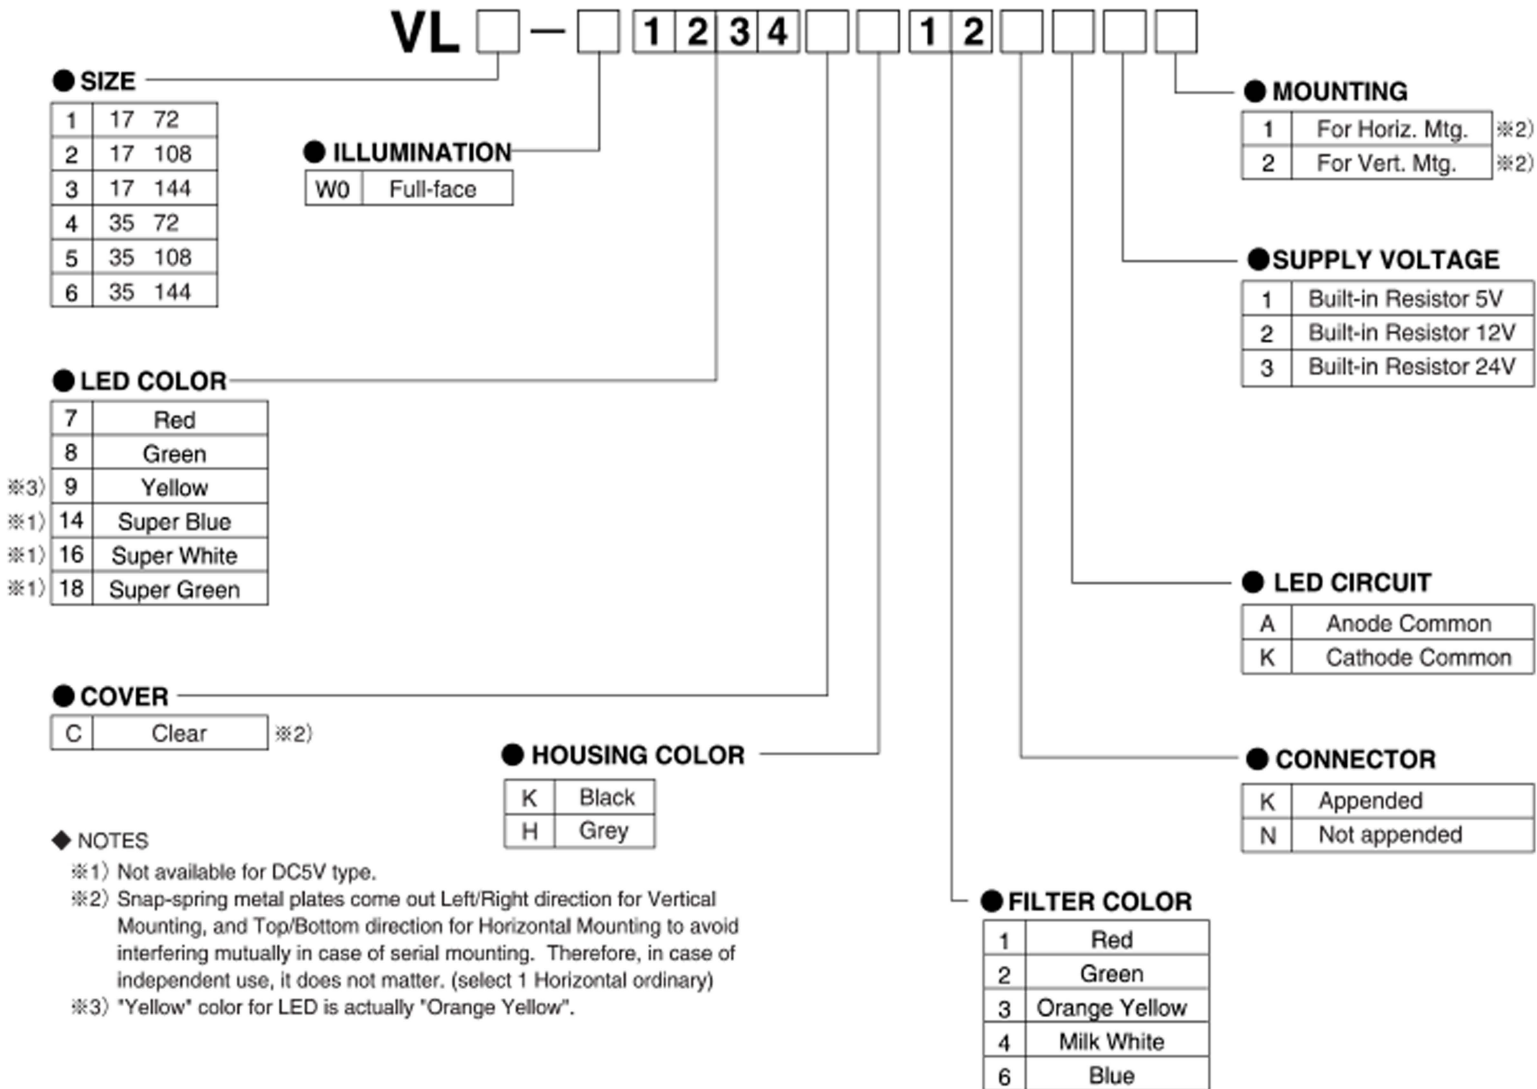 VL □ — □ 1 2 3 4 □ □ 1 2 □ □ □ □
● SIZE
1 17 72
2 17 108
3 17 144
4 35 72
5 35 108
6 35 144
● ILLUMINATION
W0 Full-face
● LED COLOR
7 Red
8 Green
※3) 9 Yellow
※1) 14 Super Blue
※1) 16 Super White
※1) 18 Super Green
● COVER
C Clear ※2)
● HOUSING COLOR
K Black
H Grey
◆ NOTES
※1) Not available for DC5V type.
※2) Snap-spring metal plates come out Left/Right direction for Vertical
Mounting, and Top/Bottom direction for Horizontal Mounting to avoid
interfering mutually in case of serial mounting. Therefore, in case of
independent use, it does not matter. (select 1 Horizontal ordinary)
※3) "Yellow" color for LED is actually "Orange Yellow".
● MOUNTING
1 For Horiz. Mtg. ※2)
2 For Vert. Mtg. ※2)
●SUPPLY VOLTAGE
1 Built-in Resistor 5V
2 Built-in Resistor 12V
3 Built-in Resistor 24V
● LED CIRCUIT
A Anode Common
K Cathode Common
● CONNECTOR
K Appended
N Not appended
● FILTER COLOR
1 Red
2 Green
3 Orange Yellow
4 Milk White
6 Blue